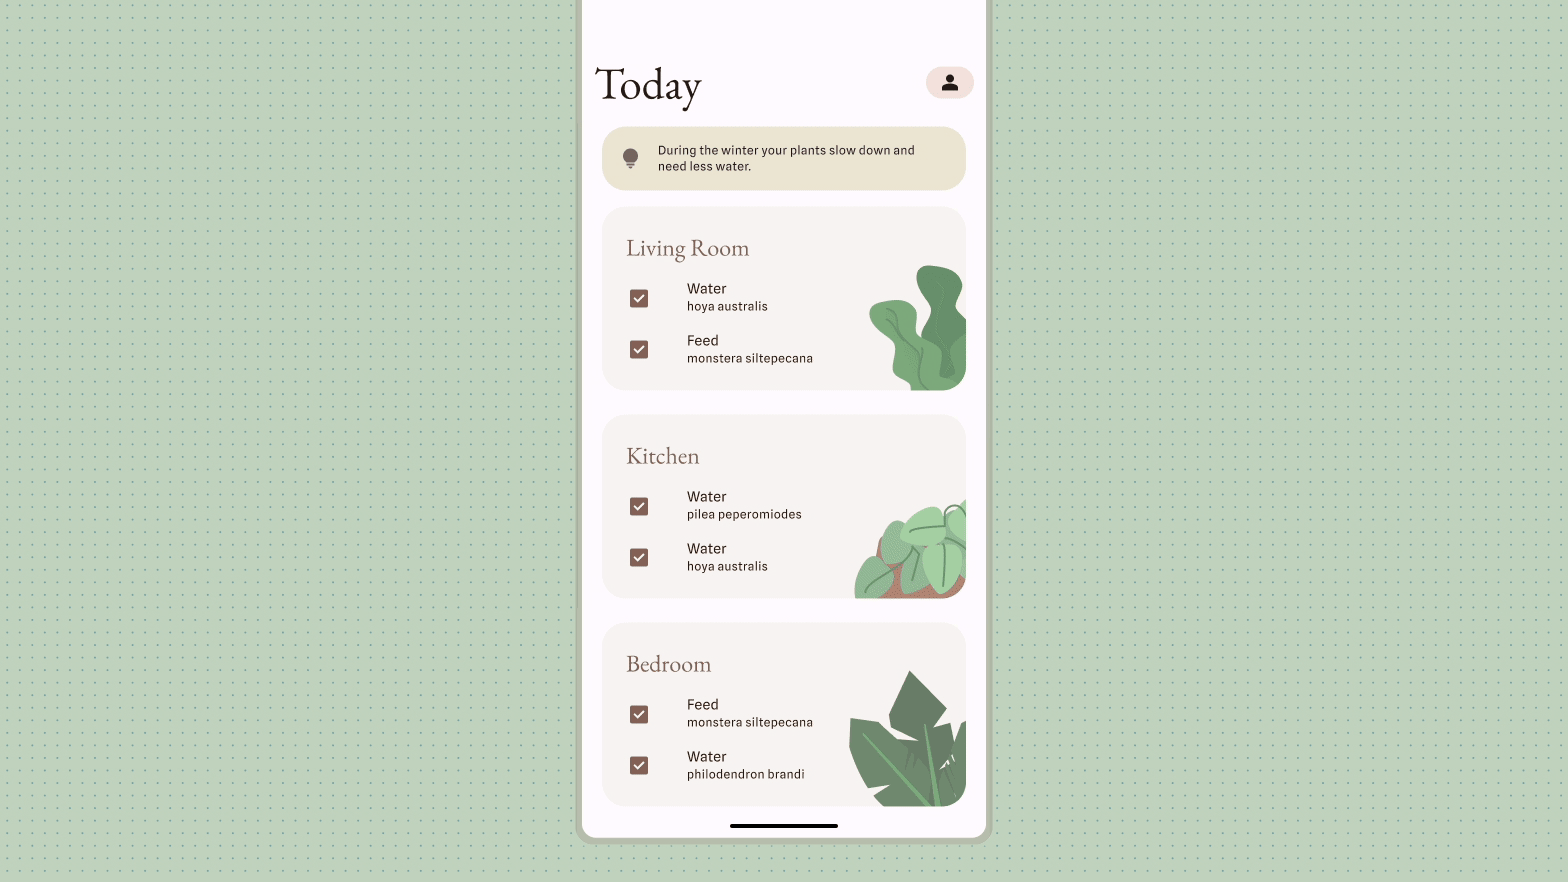 Today
During the winter your plants slow down and
need less water.
Living Room
Water
hoya australis
Feed
monstera siltepecana
Kitchen
Water
pilea peperomiodes
Water
hoya australis
Bedroom
Feed
monstera siltepecana
Water
philodendron brandi